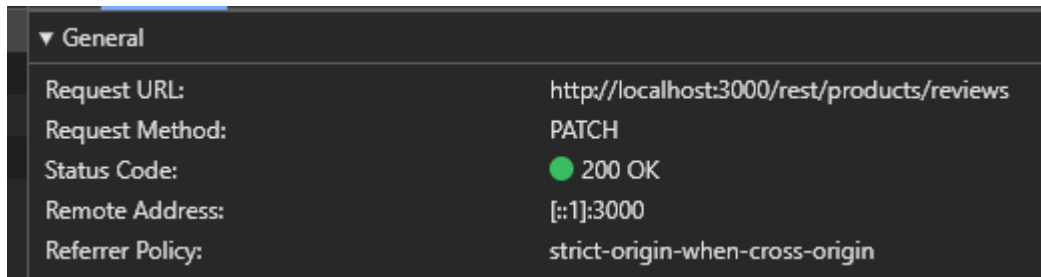 ▼ General
Request URL: http://localhost:3000/rest/products/reviews
Request Method: PATCH
Status Code: 200 OK
Remote Address: [::1]:3000
Referrer Policy: strict-origin-when-cross-origin